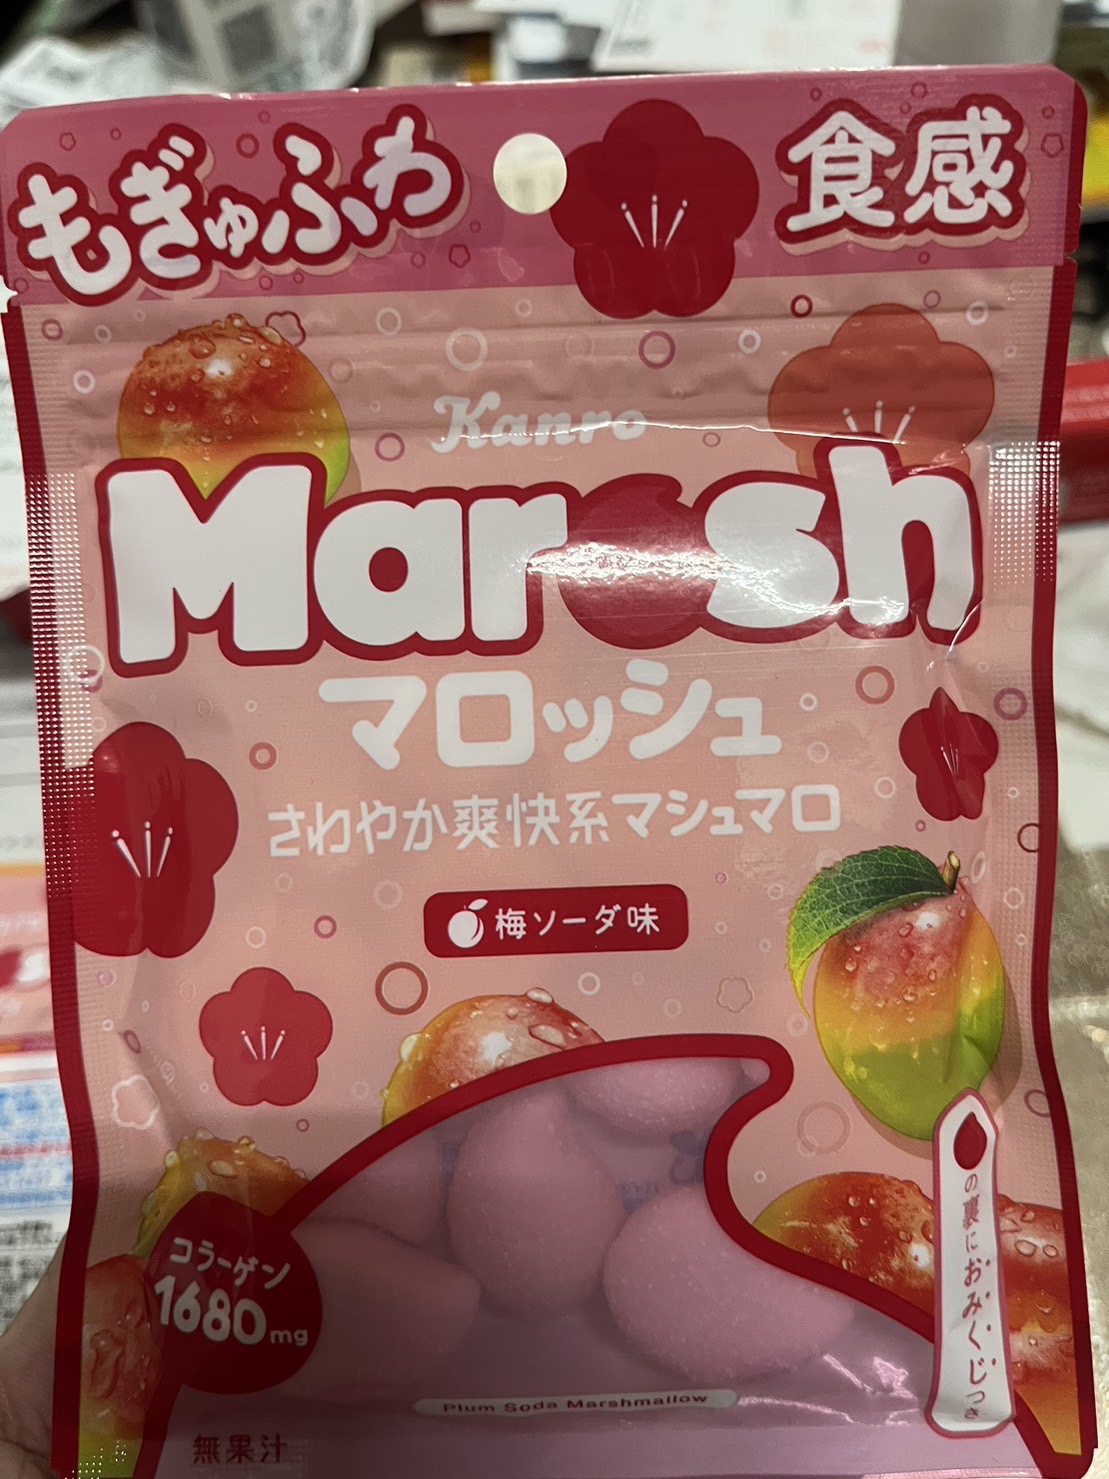 もぎゅふわ 食感
Kanro
Marosh
マロッシュ
さわやか爽快系マシュマロ
梅ソーダ味
の裏におみくじつき
コラーゲン
1680mg
Plum Soda Marshmallow
無果汁